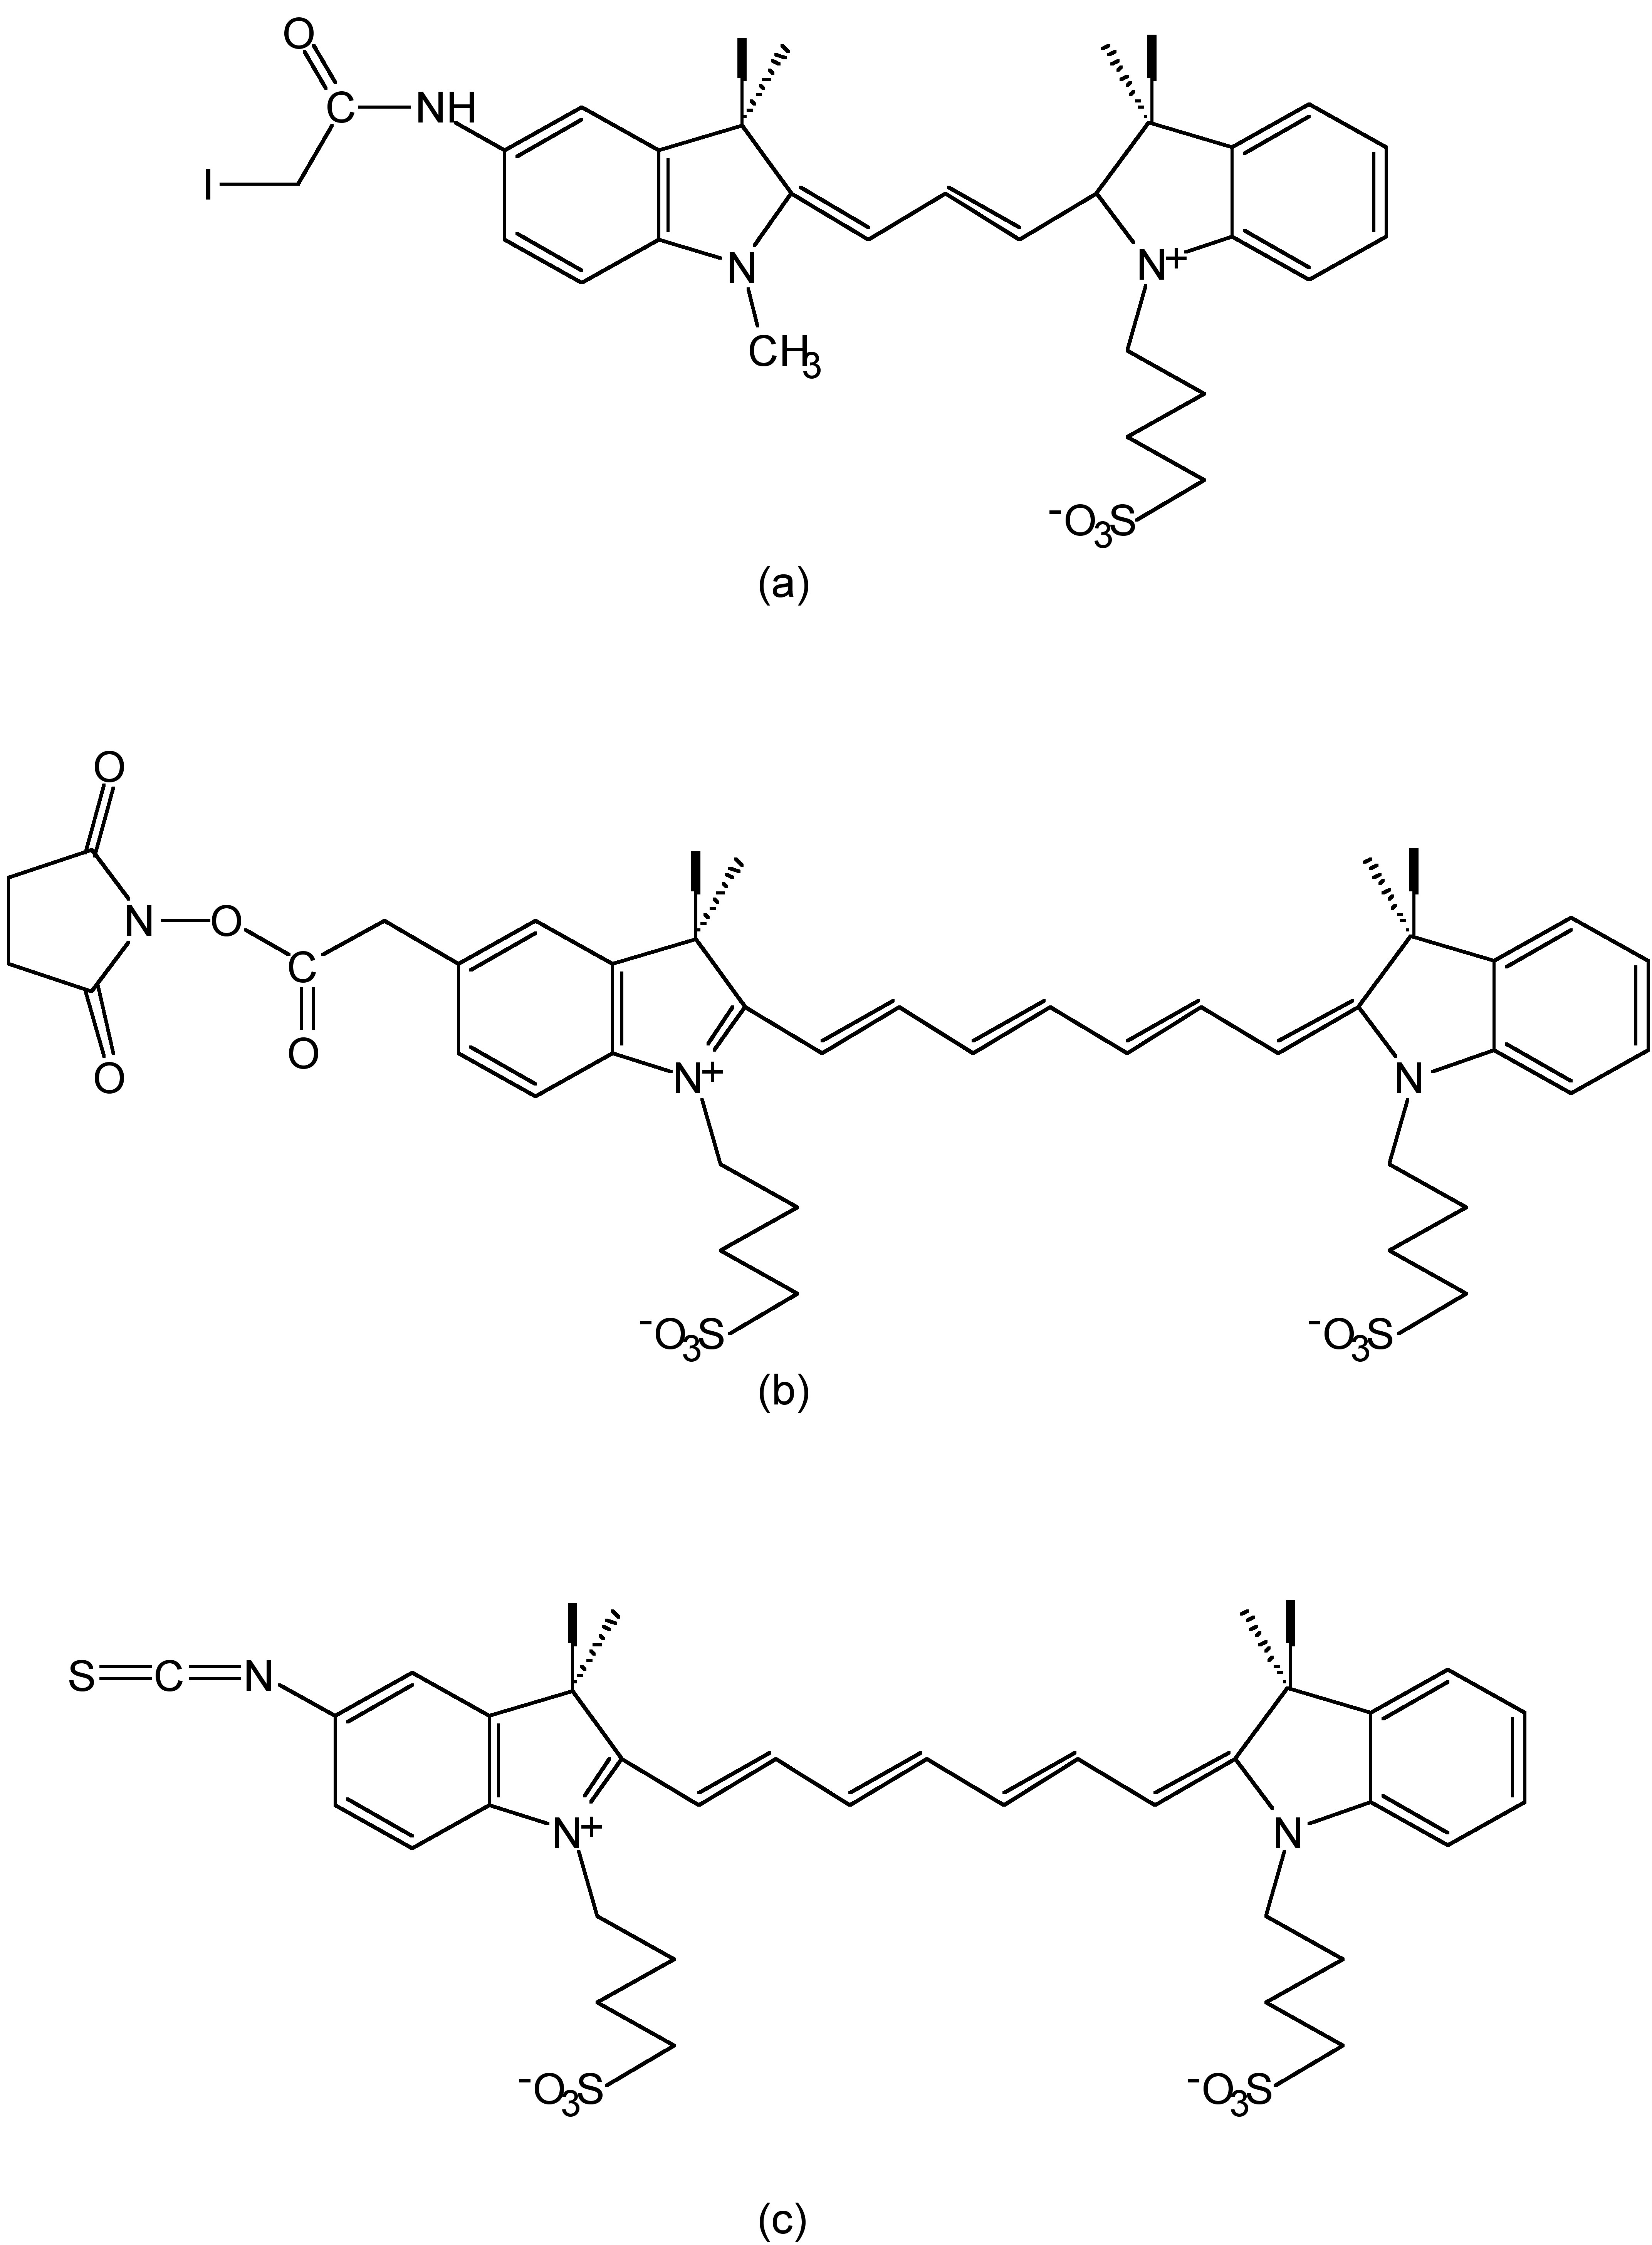 O
C NH
I
N N+
CH3
-O3S
(a)
O
N O
C
O
O
N+ N
-O3S -O3S
(b)
S C N
N+ N
-O3S -O3S
(c)